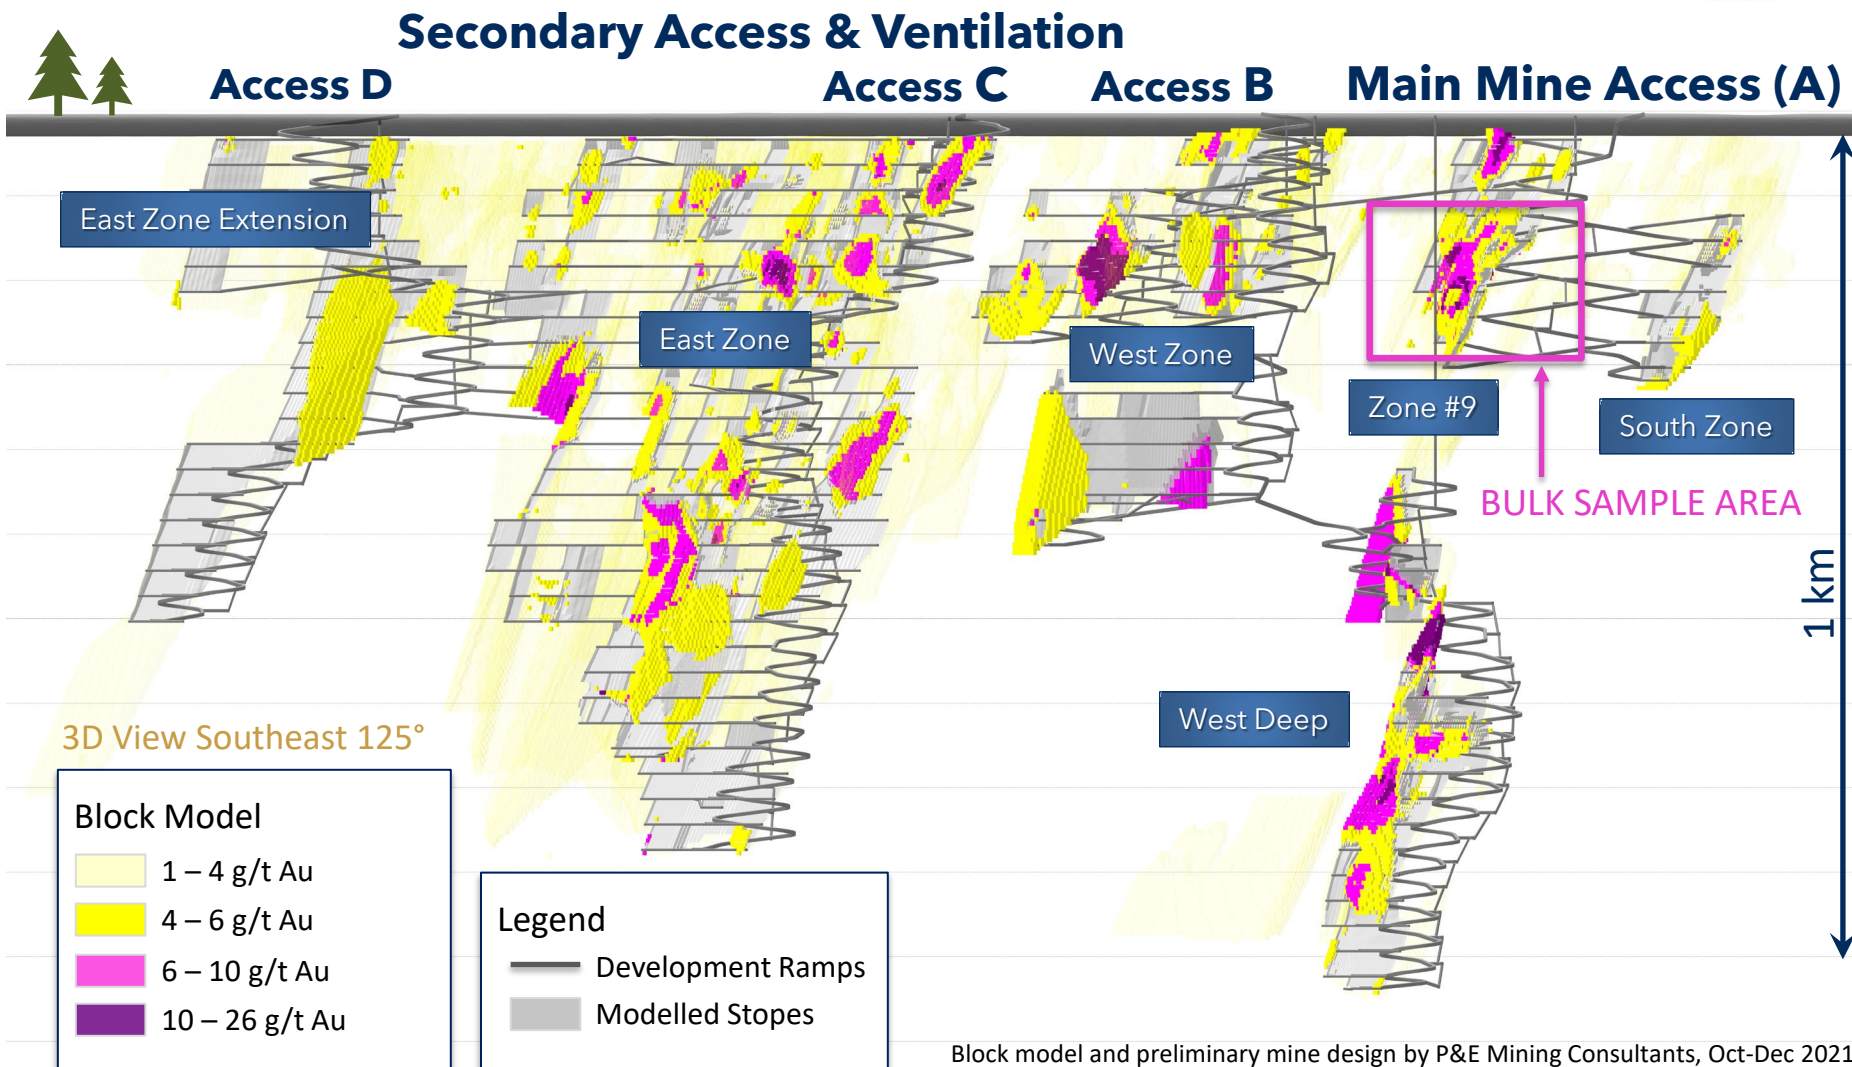 Secondary Access & Ventilation
Access D
Access C
Access B
Main Mine Access (A)
East Zone Extension
East Zone
West Zone
Zone #9
South Zone
BULK SAMPLE AREA
1 km
West Deep
3D View Southeast 125°
Block Model
1 – 4 g/t Au
4 – 6 g/t Au
6 – 10 g/t Au
10 – 26 g/t Au
Legend
Development Ramps
Modelled Stopes
Block model and preliminary mine design by P&E Mining Consultants, Oct-Dec 2021